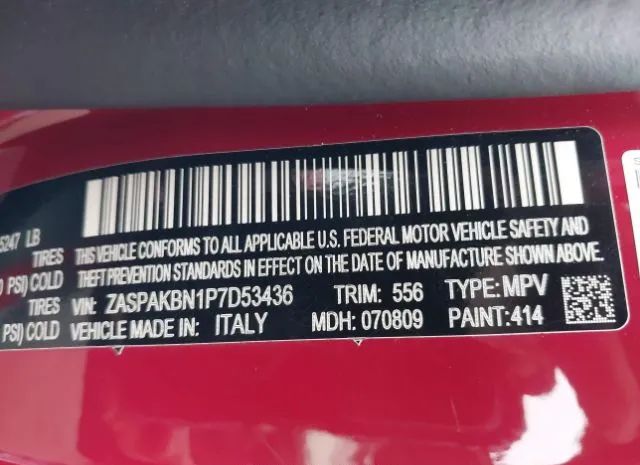 5247 LB
TIRES
THIS VEHICLE CONFORMS TO ALL APPLICABLE U.S. FEDERAL MOTOR VEHICLE SAFETY AND
PSI) COLD
THEFT PREVENTION STANDARDS IN EFFECT ON THE DATE OF MANUFACTURE SHOWN ABOVE.
TIRES
VIN: ZASPAKBN1P7D53436 TRIM: 556 TYPE: MPV
PSI) COLD
VEHICLE MADE IN: ITALY MDH: 070809 PAINT: 414